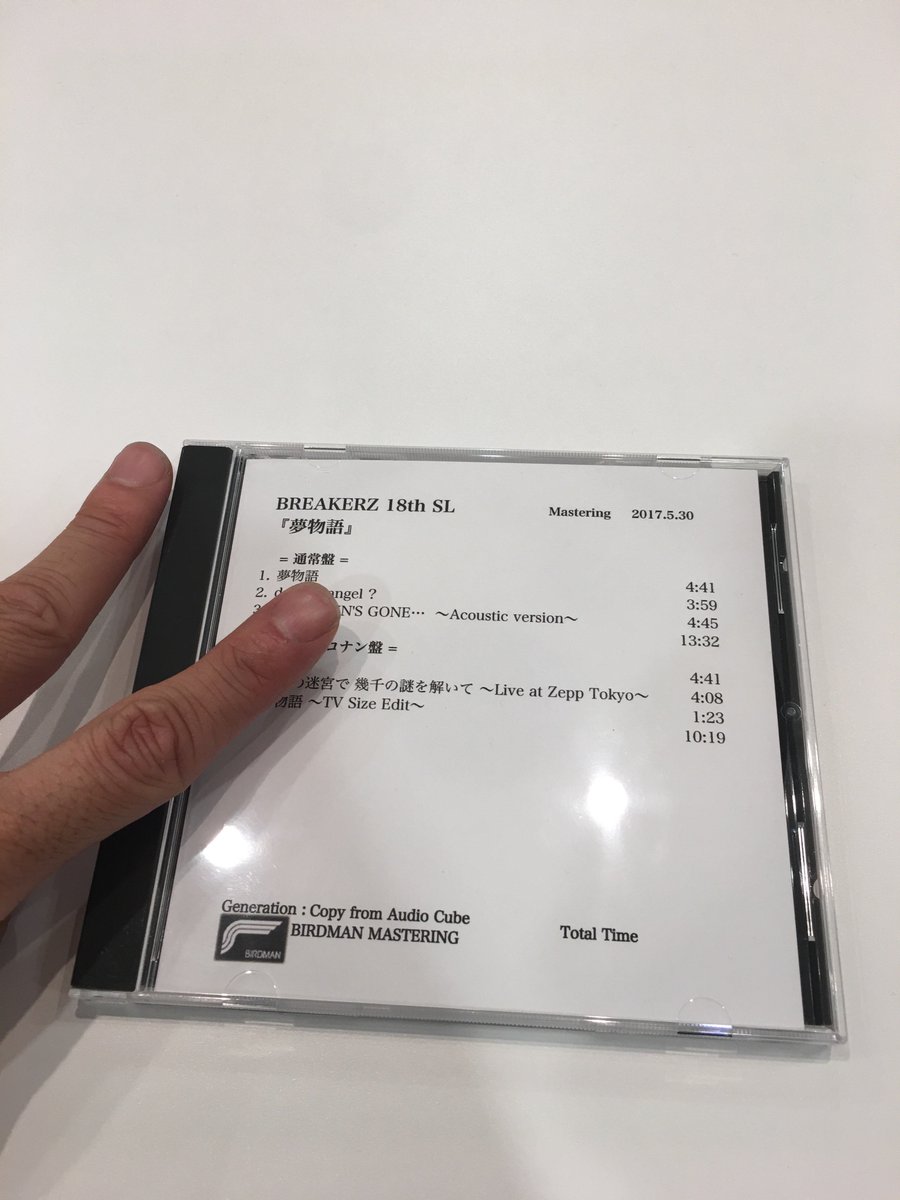 BREAKERZ 18th SL
Mastering 2017.5.30
『夢物語』
= 通常盤 =
1. 夢物語 4:41
2. angel ? 3:59
GONE… 〜Acoustic version〜 4:45
13:32
コナン盤 =
4:41
迷宮で 幾千の謎を解いて 〜Live at Zepp Tokyo〜 4:08
物語 〜TV Size Edit〜 1:23
10:19
Generation : Copy from Audio Cube
BIRDMAN BIRDMAN MASTERING
Total Time